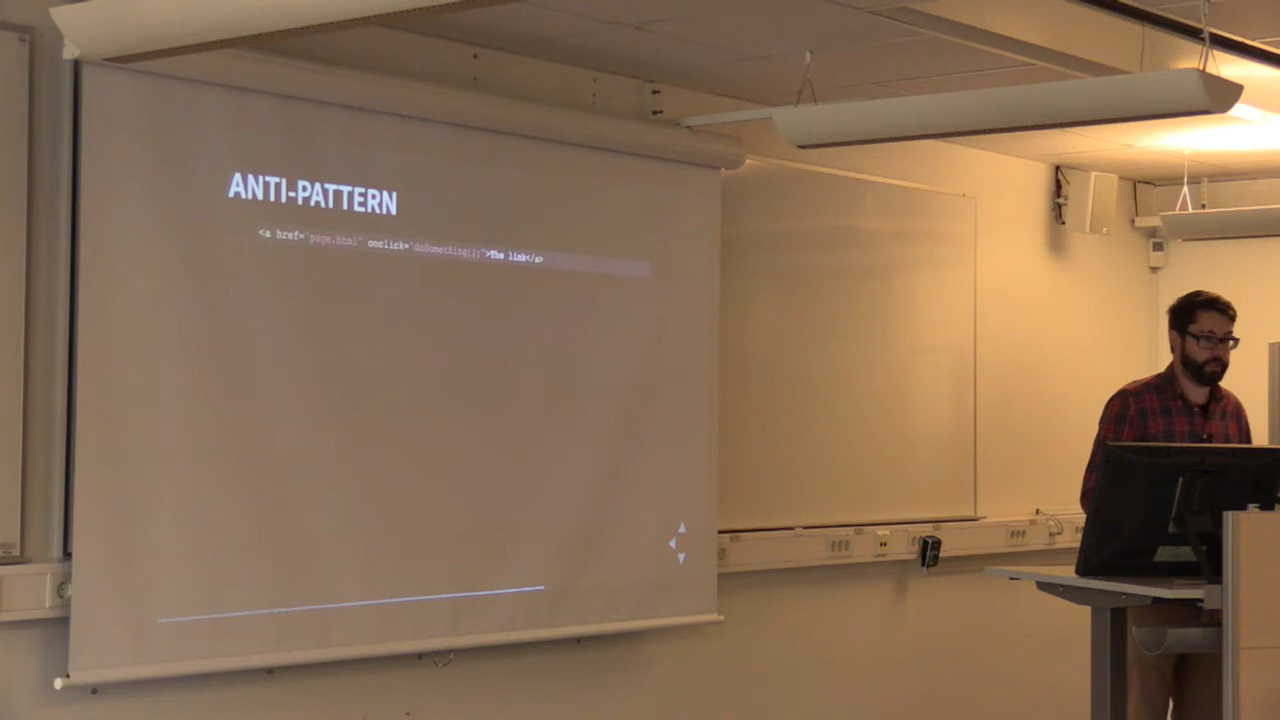 ANTI-PATTERN
<a href="page.html" onclick="doSomething();">The link</a>